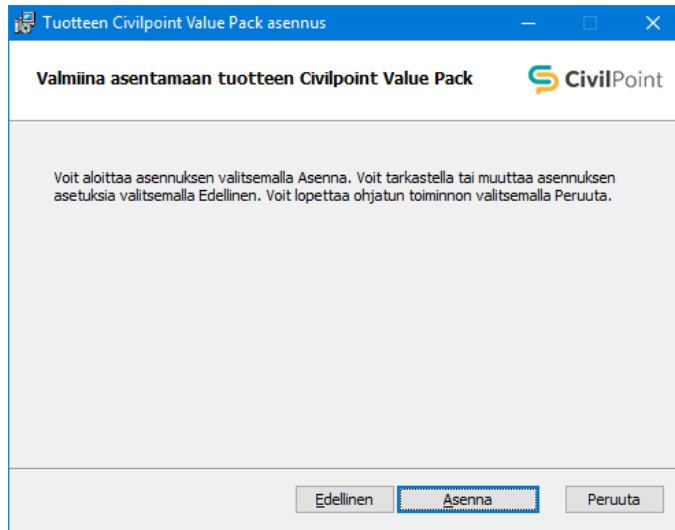 Tuotteen Civilpoint Value Pack asennus
Valmiina asentamaan tuotteen Civilpoint Value Pack
CivilPoint
Voit aloittaa asennuksen valitsemalla Asenna. Voit tarkastella tai muuttaa asennuksen
asetuksia valitsemalla Edellinen. Voit lopettaa ohjatun toiminnon valitsemalla Peruuta.
Edellinen
Asenna
Peruuta